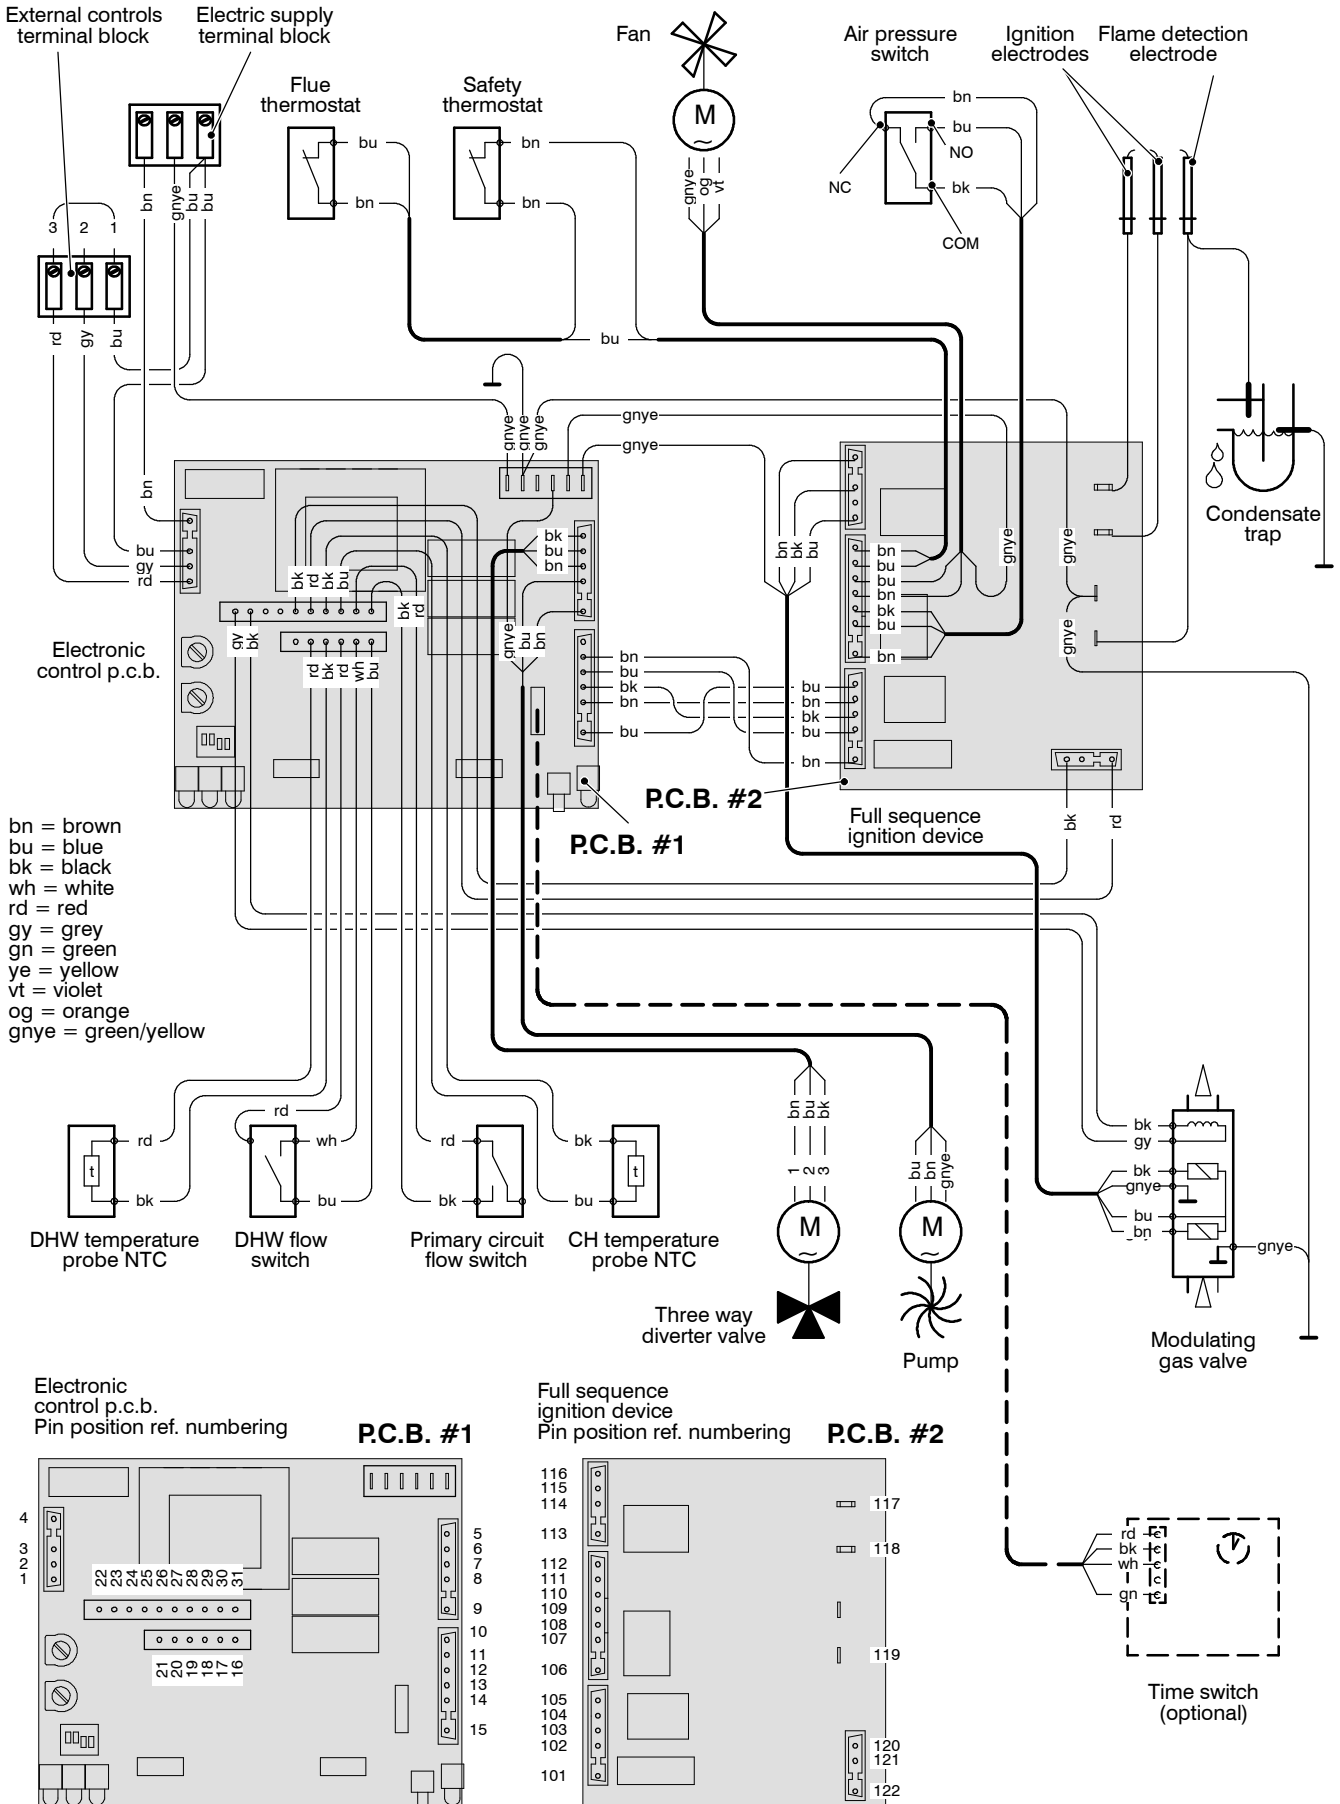 External controls
terminal block
Electric supply
terminal block
Flue
thermostat
Safety
thermostat
Fan
Air pressure
switch
Ignition
electrodes
Flame detection
electrode
M
~
bn
bu
NO
NC
bk
COM
bu
bn
bn
bn
gnye
og
vt
bn
gnye
bu
bu
3
2
1
rd
gy
bu
bu
gnye
gnye
gnye
gnye
gnye
bn
bu
gy
rd
bk
rd
bk
bu
bk
rd
gy
bk
rd
bk
rd
wh
bu
bk
bu
bn
gnye
bu
bn
bn
bk
bu
bn
bu
bu
bn
bk
bu
bn
gnye
gnye
gnye
Condensate
trap
Electronic
control p.c.b.
bn
bu
bk
bn
bu
bu
bn
bk
bu
bn
P.C.B. #2
P.C.B. #1
Full sequence
ignition device
bk
rd
bn = brown
bu = blue
bk = black
wh = white
rd = red
gy = grey
gn = green
ye = yellow
vt = violet
og = orange
gnye = green/yellow
rd
bk
t
rd
wh
bu
rd
bk
bk
bu
t
DHW temperature
probe NTC
DHW flow
switch
Primary circuit
flow switch
CH temperature
probe NTC
bn
bu
bk
1
2
3
M
~
Three way
diverter valve
bu
bn
gnye
M
~
Pump
bk
gy
bk
gnye
bu
bn
gnye
Modulating
gas valve
Electronic
control p.c.b.
Pin position ref. numbering
P.C.B. #1
4
3
2
1
22
23
24
25
26
27
28
29
30
31
21
20
19
18
17
16
5
6
7
8
9
10
11
12
13
14
15
Full sequence
ignition device
Pin position ref. numbering
P.C.B. #2
116
115
114
113
112
111
110
109
108
107
106
105
104
103
102
101
117
118
119
120
121
122
rd
bk
wh
gn
Time switch
(optional)